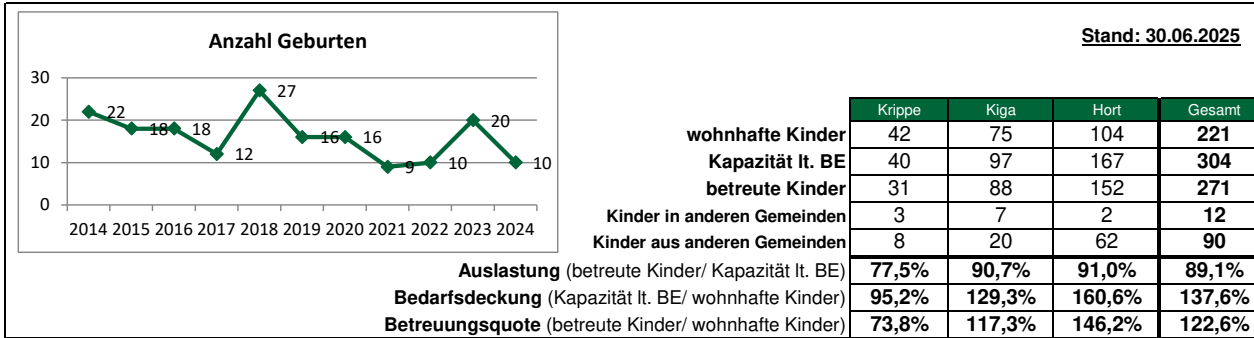 Anzahl Geburten
Stand: 30.06.2025
30
20
10
0
22
18
18
12
27
16
16
9
10
20
10
2014 2015 2016 2017 2018 2019 2020 2021 2022 2023 2024
Krippe Kiga Hort Gesamt
wohnhafte Kinder 42 75 104 221
Kapazität lt. BE 40 97 167 304
betreute Kinder 31 88 152 271
Kinder in anderen Gemeinden 3 7 2 12
Kinder aus anderen Gemeinden 8 20 62 90
Auslastung (betreute Kinder/ Kapazität lt. BE) 77,5% 90,7% 91,0% 89,1%
Bedarfsdeckung (Kapazität lt. BE/ wohnhafte Kinder) 95,2% 129,3% 160,6% 137,6%
Betreuungsquote (betreute Kinder/ wohnhafte Kinder) 73,8% 117,3% 146,2% 122,6%